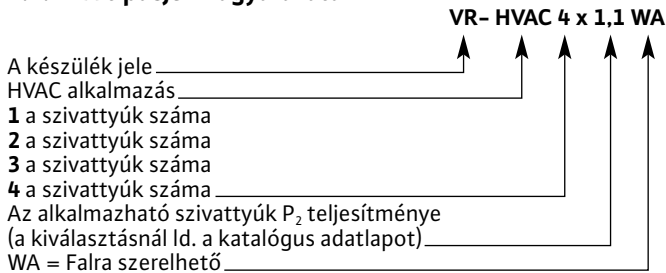 VR– HVAC 4 x 1,1 WA
A készülék jele
HVAC alkalmazás
1 a szivattyúk száma
2 a szivattyúk száma
3 a szivattyúk száma
4 a szivattyúk száma
Az alkalmazható szivattyúk P₂ teljesítménye
(a kiválasztásnál ld. a katalógus adatlapot)
WA = Falra szerelhető